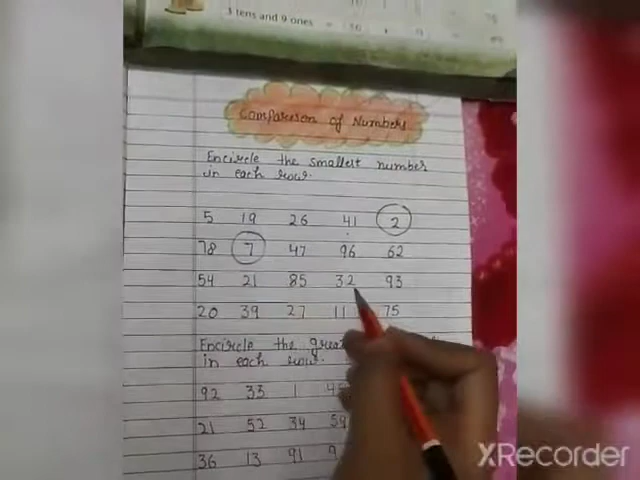 3 tens and 9 ones
Comparison of Numbers
Encircle the smallest number
in each row.
5 19 26 41 2
78 7 47 96 62
54 21 85 32 93
20 39 27 11 75
Encircle the
in each row.
92 33 1
21 52 34 59
36 13 91 9
XRecorder